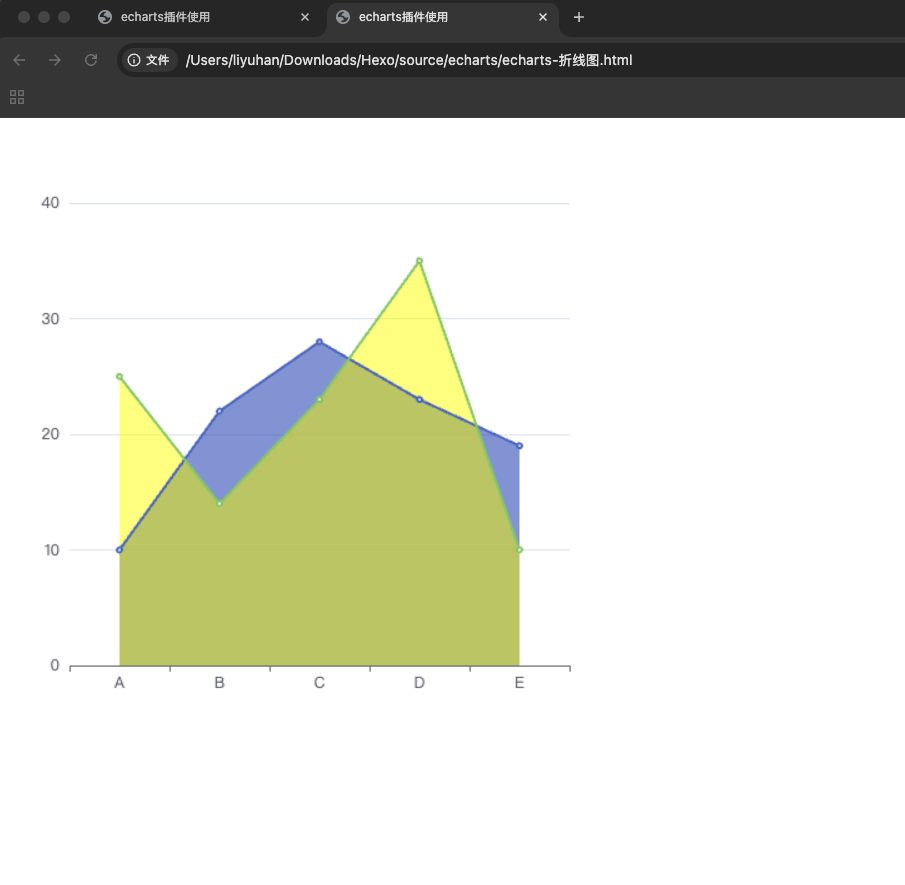 echarts插件使用
echarts插件使用
文件 /Users/liyuhan/Downloads/Hexo/source/echarts/echarts-折线图.html
40
30
20
10
0
A B C D E